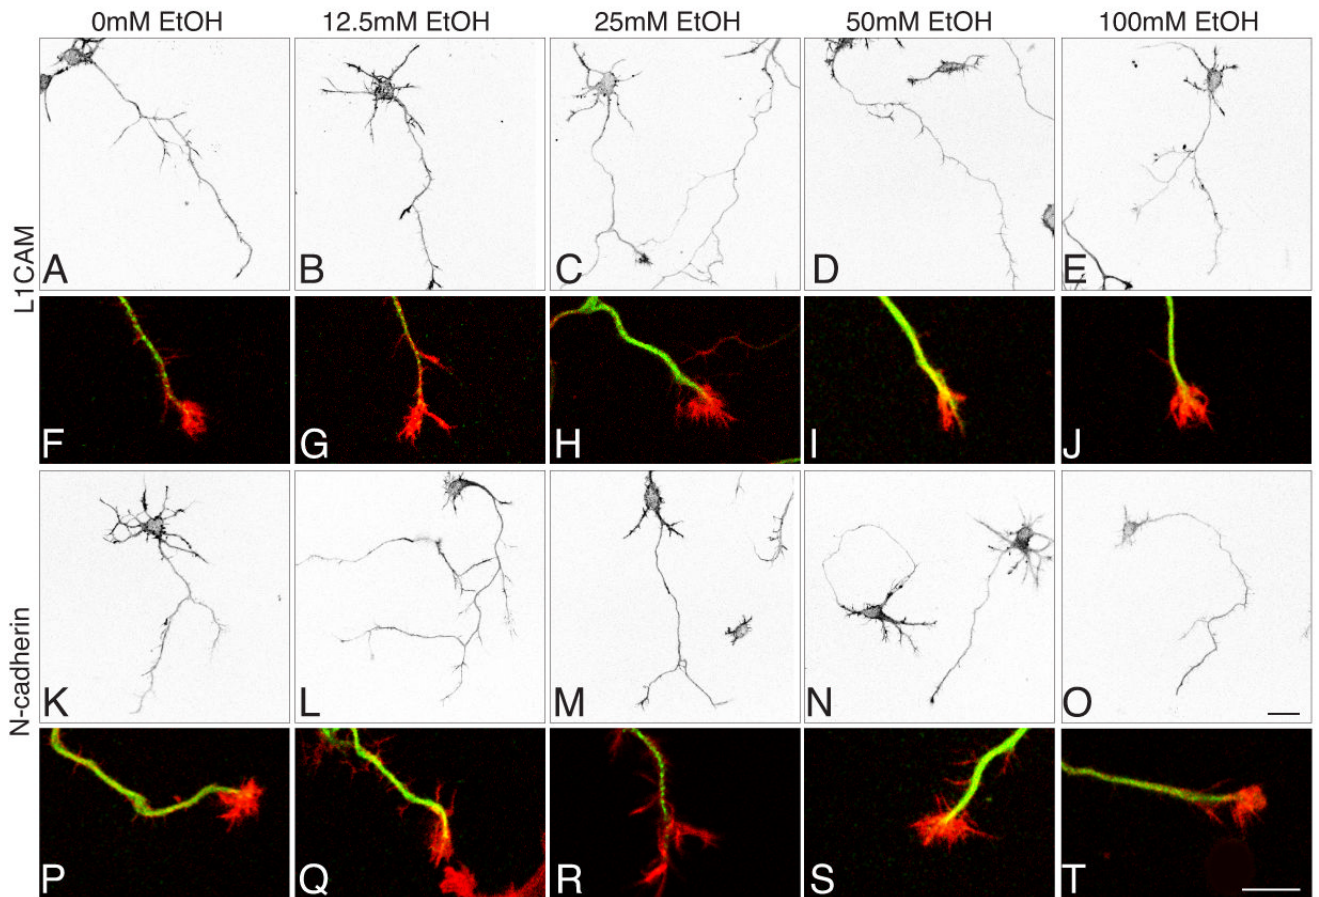 0mM EtOH 12.5mM EtOH 25mM EtOH 50mM EtOH 100mM EtOH
L1CAM
A B C D E
F G H I J
N-cadherin
K L M N O
P Q R S T